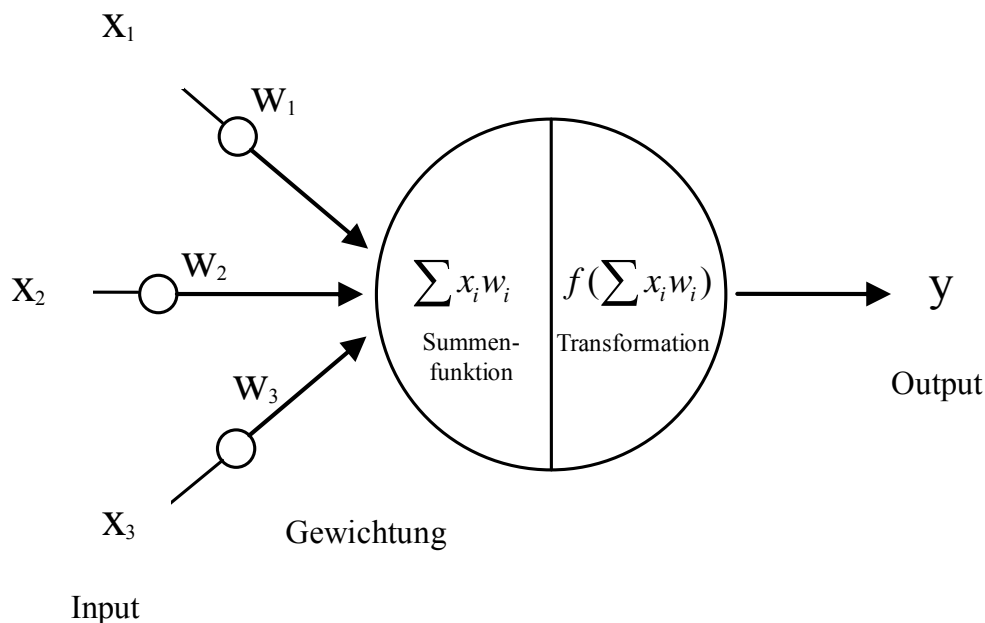 x₁
w₁
x₂
w₂
∑ xᵢwᵢ
f(∑ xᵢwᵢ)
y
Summen-
funktion
Transformation
Output
w₃
x₃
Gewichtung
Input